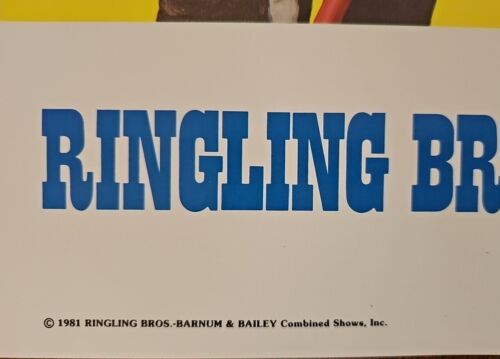 RINGLING BR
© 1981 RINGLING BROS.-BARNUM & BAILEY Combined Shows, Inc.